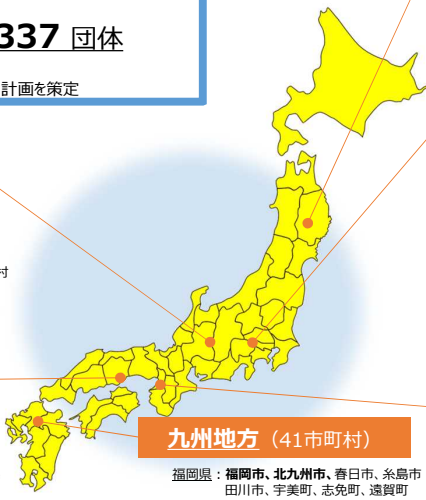 337 団体
計画を策定
村
九州地方（41市町村）
福岡県：福岡市、北九州市、春日市、糸島市
田川市、宇美町、志免町、遠賀町